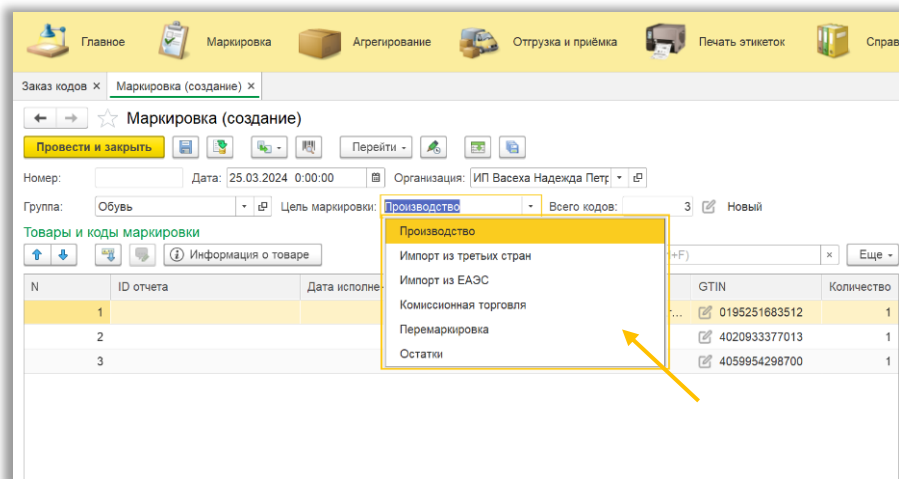 Главное Маркировка Агрегирование Отгрузка и приёмка Печать этикеток Справ
Заказ кодов × Маркировка (создание) ×
Маркировка (создание)
Провести и закрыть Перейти
Номер: Дата: 25.03.2024 0:00:00 Организация: ИП Васеха Надежда Петр
Группа: Обувь Цель маркировки: Производство Всего кодов: 3 Новый
Товары и коды маркировки
Производство
Информация о товаре +F) × Еще
Импорт из третьих стран
N ID отчета Дата исполне- GTIN Количество
Импорт из ЕАЭС
Комиссионная торговля
1 0195251683512 1
Перемаркировка
2 4020933377013 1
Остатки
3 4059954298700 1